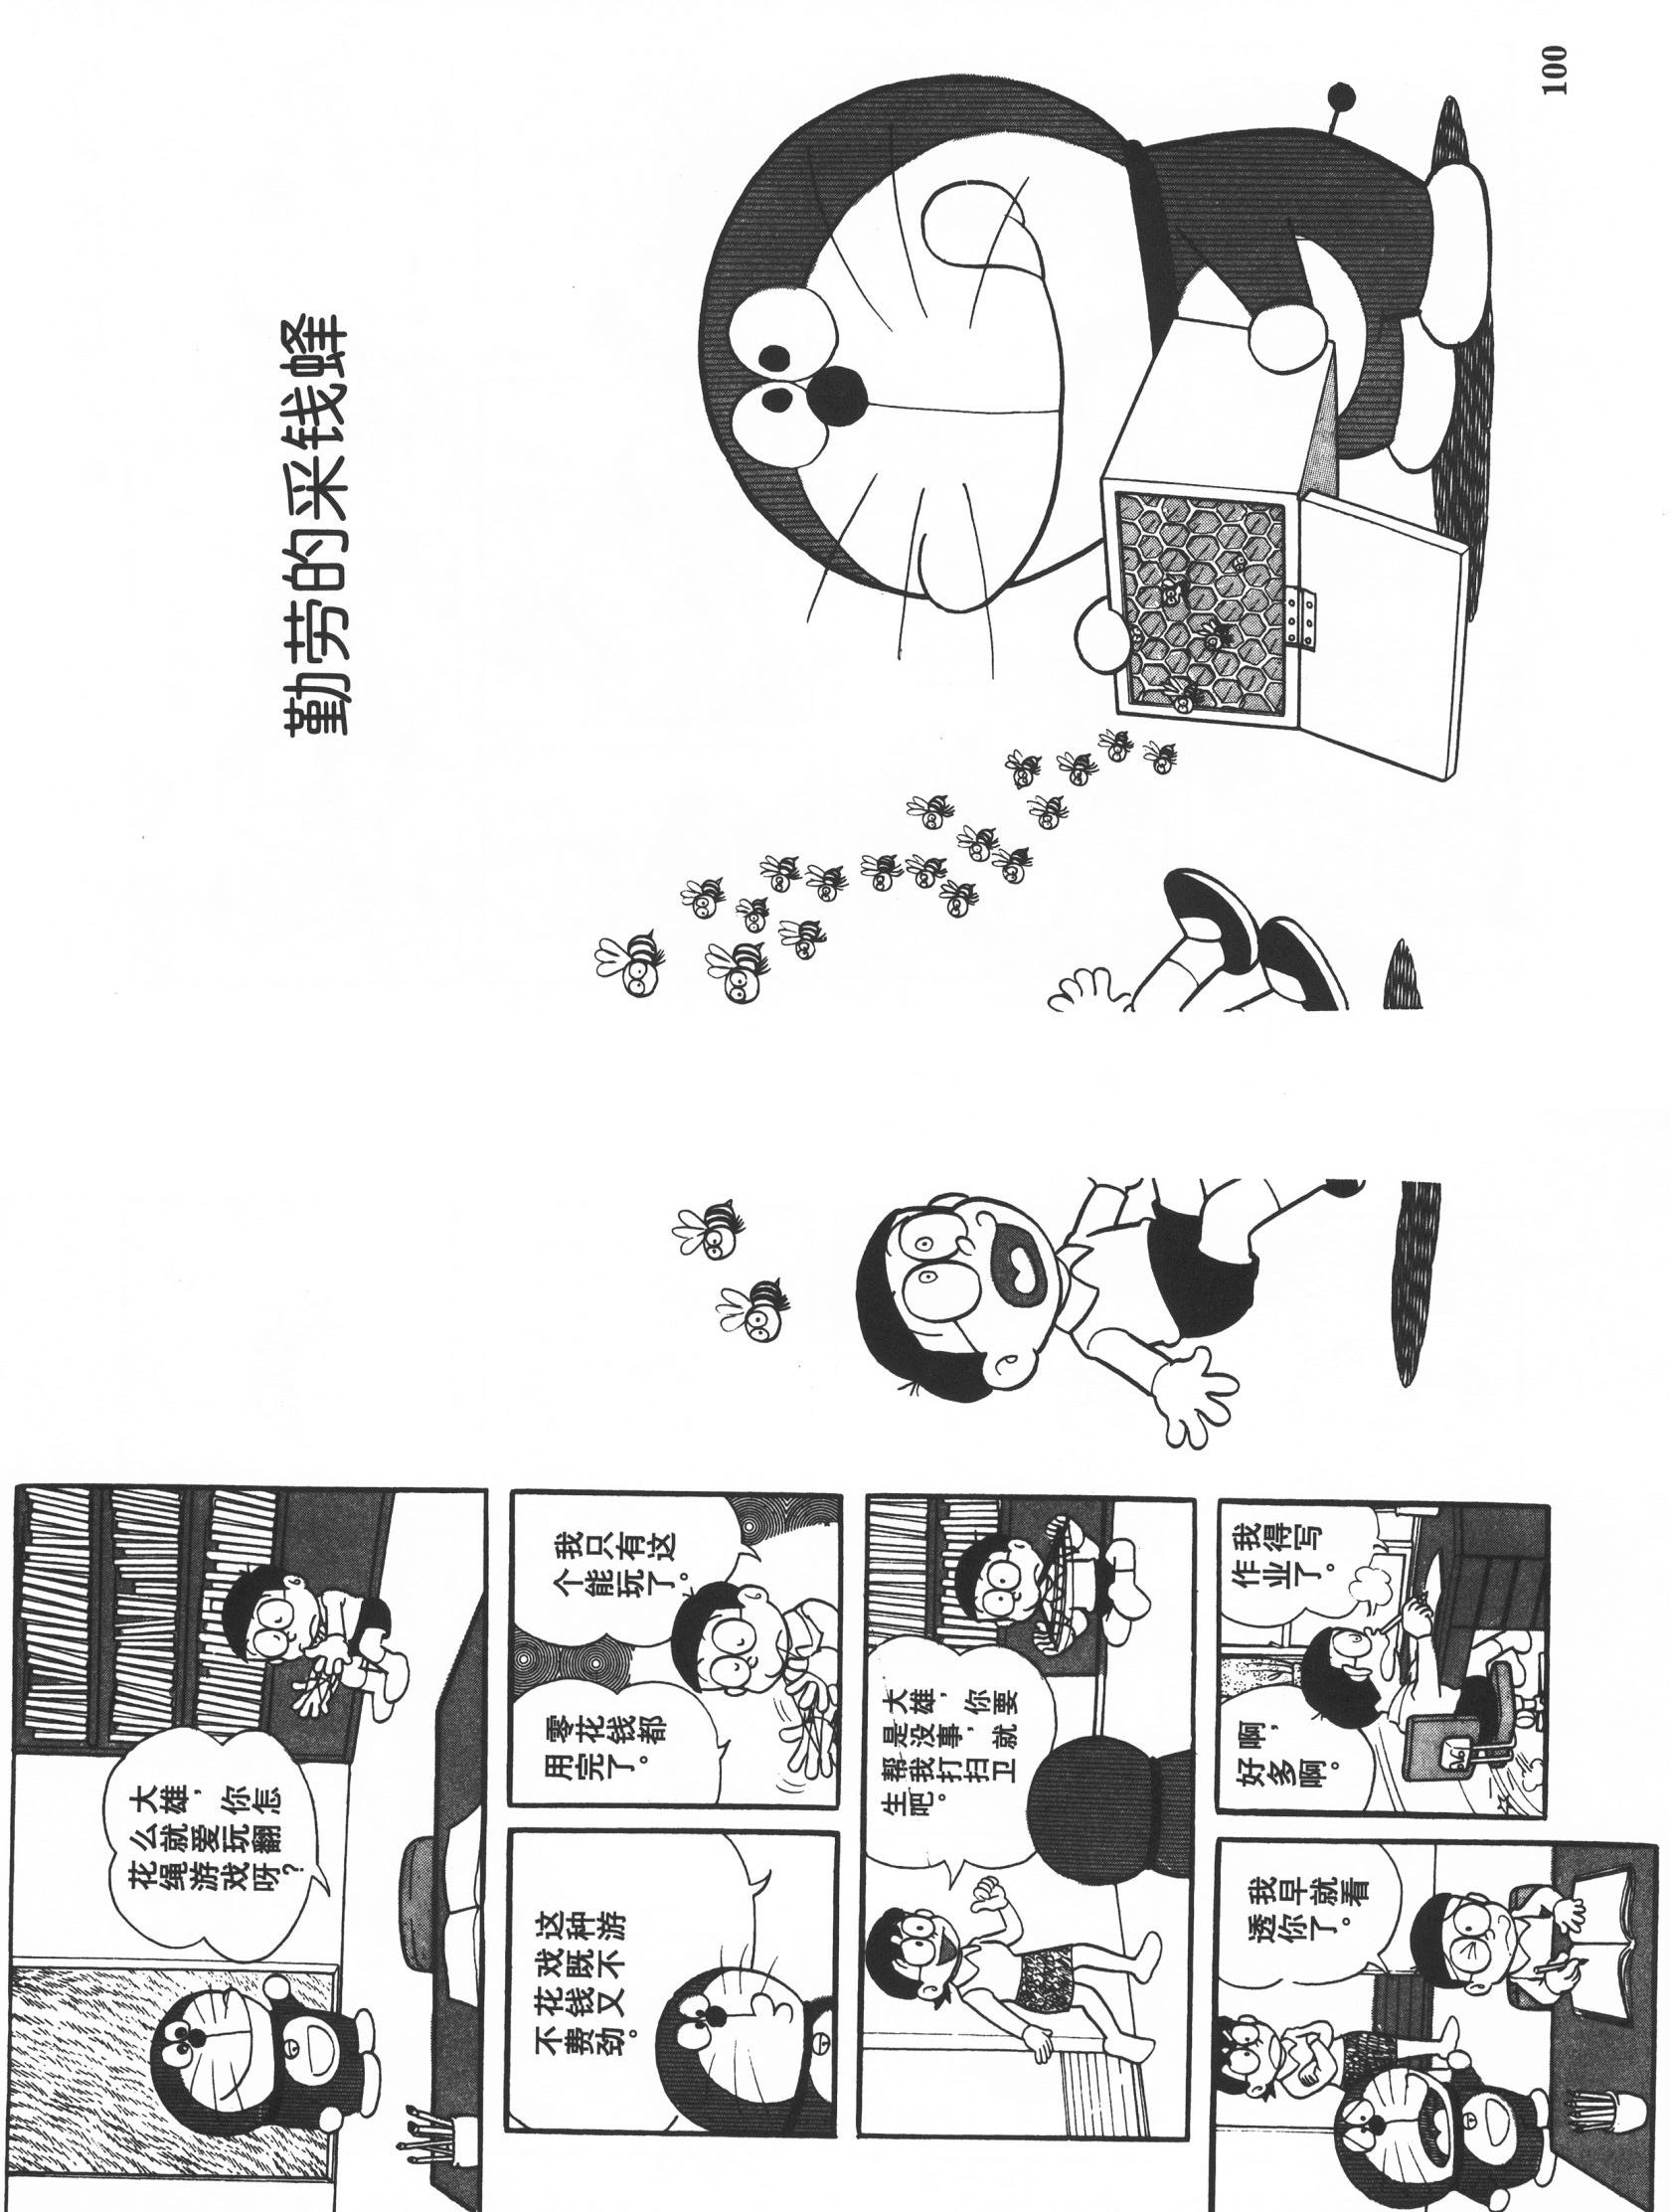 勤劳的采钱蜂
100
大雄，你怎
么就爱玩翻
花绳游戏呀？
我只有这
个能玩了。
零花钱都
用完了。
这种游
戏既不
花钱又
不费劲。
大雄，你要
是没事，就
帮我打扫卫
生吧。
我得写
作业了。
啊，
好多啊。
我早就看
透你了。